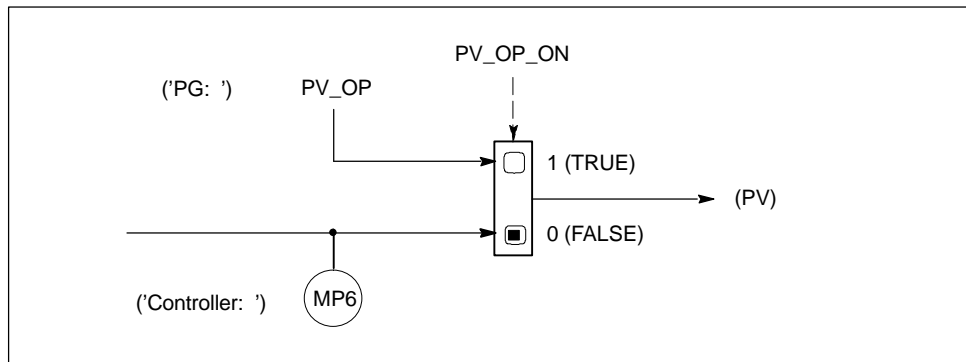 PV_OP_ON
('PG: ') PV_OP
1 (TRUE)
(PV)
0 (FALSE)
('Controller: ') MP6